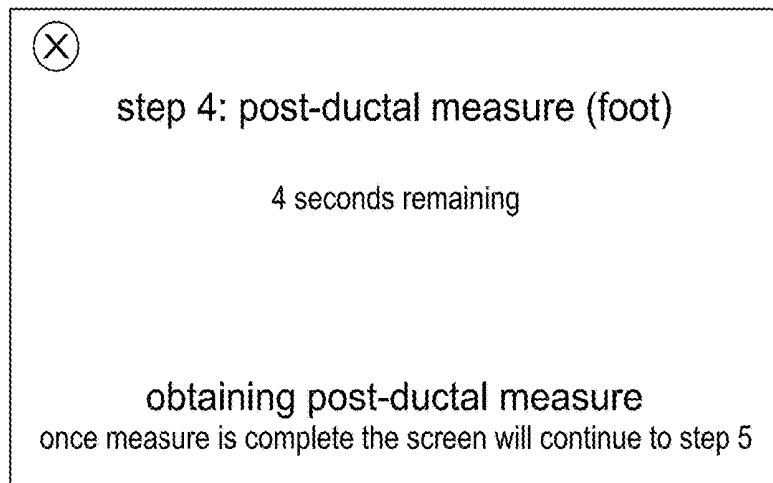 X
step 4: post-ductal measure (foot)
4 seconds remaining
obtaining post-ductal measure
once measure is complete the screen will continue to step 5